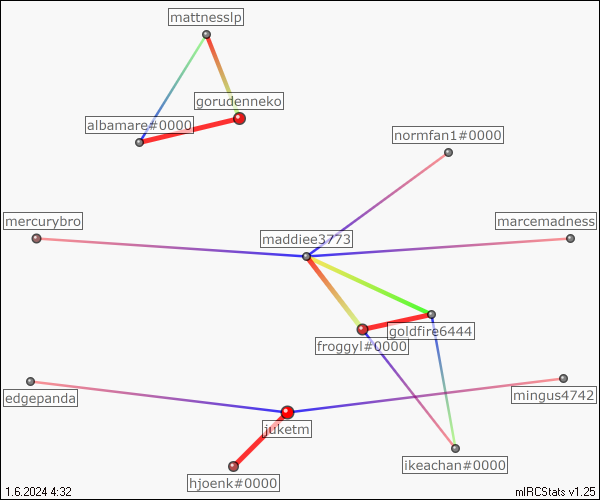 mattnesslp
gorudenneko
albamare#0000
normfan1#0000
mercurybro
marcemadness
maddiee3773
goldfire6444
froggyl#0000
edgepanda
mingus4742
juketm
ikeachan#0000
hjoenk#0000
1.6.2024 4:32
mIRCStats v1.25